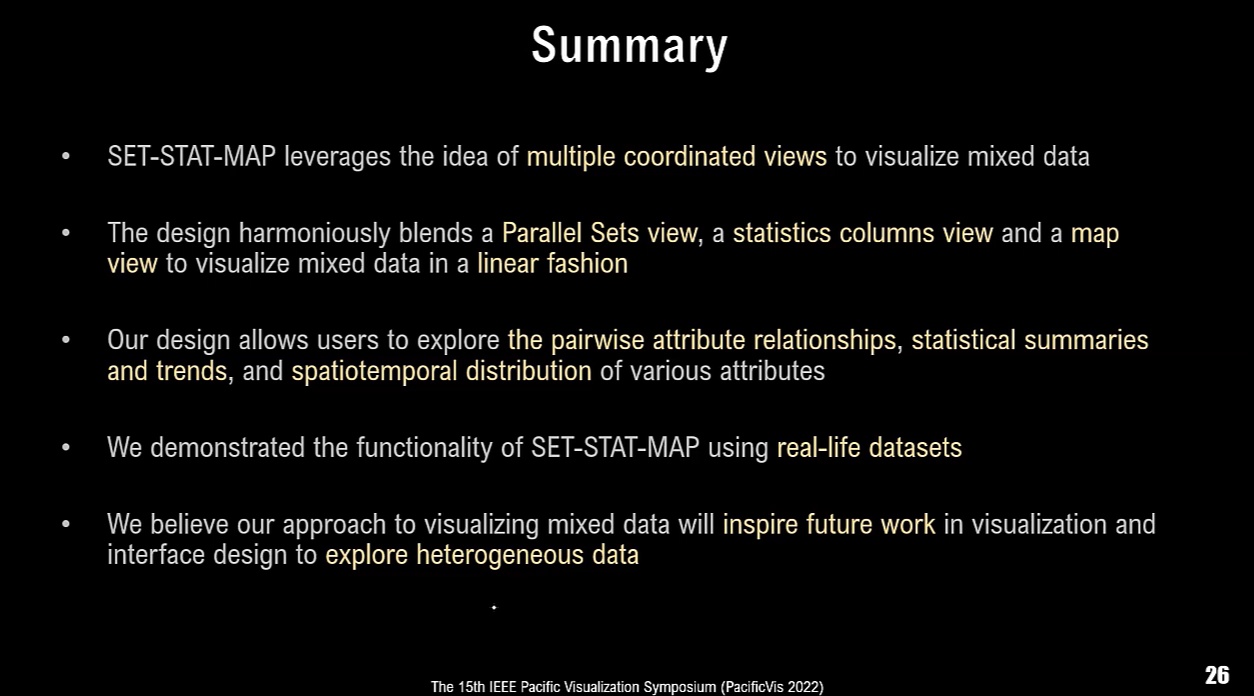 Summary
• SET-STAT-MAP leverages the idea of multiple coordinated views to visualize mixed data
• The design harmoniously blends a Parallel Sets view, a statistics columns view and a map
view to visualize mixed data in a linear fashion
• Our design allows users to explore the pairwise attribute relationships, statistical summaries
and trends, and spatiotemporal distribution of various attributes
• We demonstrated the functionality of SET-STAT-MAP using real-life datasets
• We believe our approach to visualizing mixed data will inspire future work in visualization and
interface design to explore heterogeneous data
The 15th IEEE Pacific Visualization Symposium (PacificVis 2022)
26